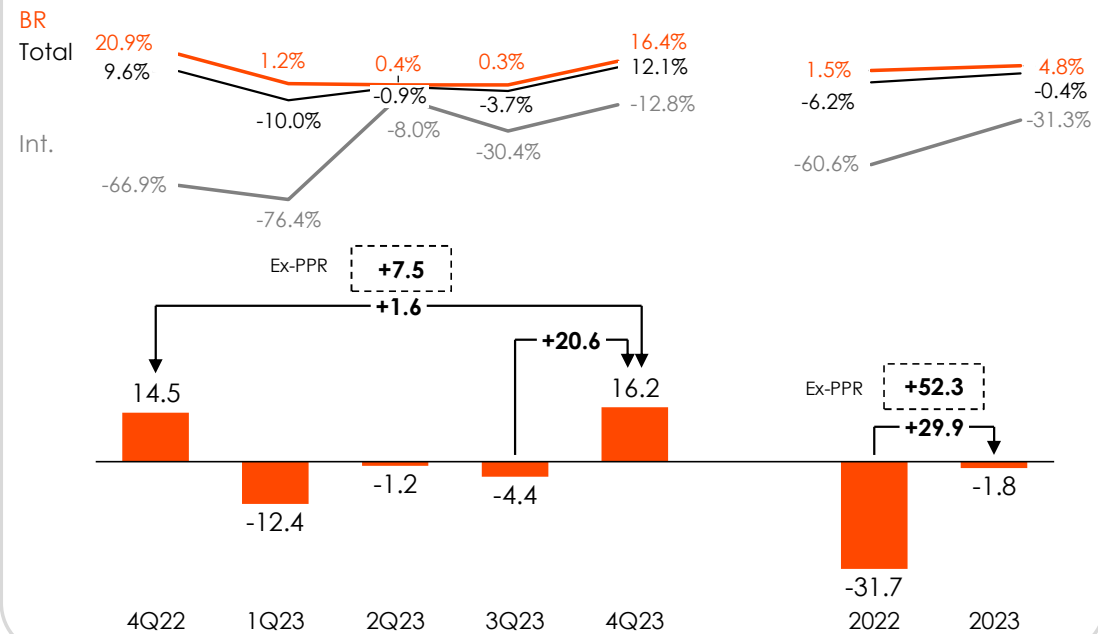 BR
Total
Int.
20.9% 1.2% 0.4% 0.3% 16.4% 1.5% 4.8%
9.6% -10.0% -0.9% -3.7% 12.1% -6.2% -0.4%
-66.9% -76.4% -8.0% -30.4% -12.8% -60.6% -31.3%
Ex-PPR +7.5
+1.6
+20.6
Ex-PPR +52.3
+29.9
14.5 -12.4 -1.2 -4.4 16.2 -31.7 -1.8
4Q22 1Q23 2Q23 3Q23 4Q23 2022 2023